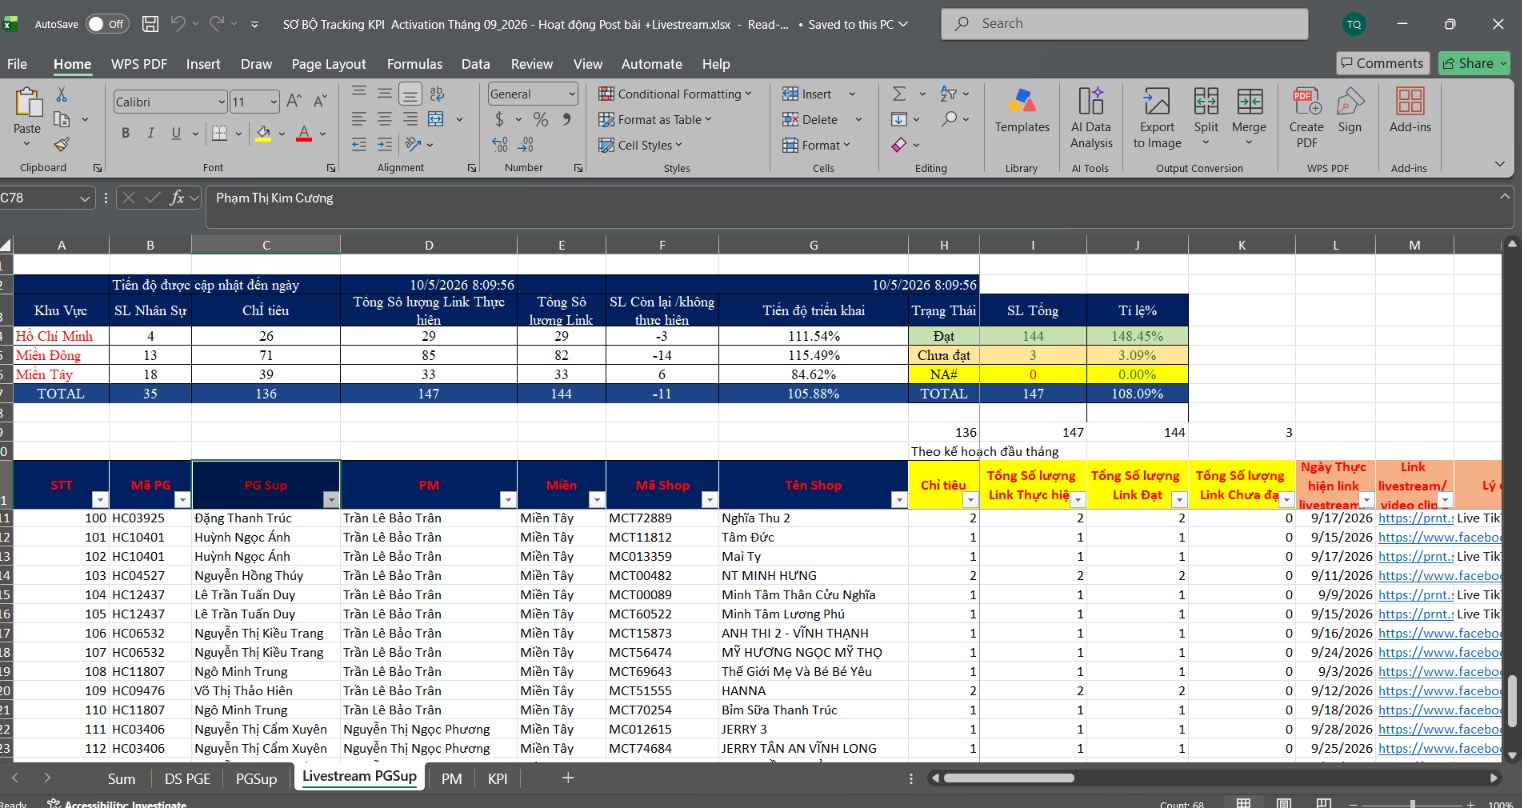 AutoSave Off SƠ BỘ Tracking KPI Activation Tháng 09_2026 - Hoạt động Post bài +Livestream.xlsx - Read-... • Saved to this PC Search TQ
File Home WPS PDF Insert Draw Page Layout Formulas Data Review View Automate Help Comments Share
Paste Calibri 11 General Conditional Formatting Insert Templates AI Data Analysis Export to Image Split Merge Create PDF Sign Add-ins
B I U Format as Table Delete
Cell Styles Format
Clipboard Font Alignment Number Styles Cells Editing Library AI Tools Output Conversion WPS PDF Add-ins
C78 fx Phạm Thị Kim Cương
A B C D E F G H I J K L M
Tiến độ được cập nhật đến ngày 10/5/2026 8:09:56 10/5/2026 8:09:56
Khu Vực SL Nhân Sự Chỉ tiêu Tổng Số lượng Link Thực hiện Tổng Số lượng Link SL Còn lại /không thực hiện Tiến độ triển khai Trạng Thái SL Tổng Tỉ lệ%
Hồ Chí Minh 4 26 29 29 -3 111.54% Đạt 144 148.45%
Miền Đông 13 71 85 82 -14 115.49% Chưa đạt 3 3.09%
Miền Tây 18 39 33 33 6 84.62% NA# 0 0.00%
TOTAL 35 136 147 144 -11 105.88% TOTAL 147 108.09%
136 147 144 3
Theo kế hoạch đầu tháng
STT Mã PG PG Sup PM Miền Mã Shop Tên Shop Chỉ tiêu Tổng Số lượng Link Thực hiệ Tổng Số lượng Link Đạt Tổng Số lượng Link Chưa đạ Ngày Thực hiện link livestream/ Link livestream/ video clip Lý
100 HC03925 Đặng Thanh Trúc Trần Lê Bảo Trân Miền Tây MCT72889 Nghĩa Thu 2 2 2 2 0 9/17/2026 https://prnt.s Live TikT
101 HC10401 Huỳnh Ngọc Ánh Trần Lê Bảo Trân Miền Tây MCT11812 Tâm Đức 1 1 1 0 9/15/2026 https://www.faceboo
102 HC10401 Huỳnh Ngọc Ánh Trần Lê Bảo Trân Miền Tây MC013359 Mai Ty 1 1 1 0 9/17/2026 https://prnt.s Live TikT
103 HC04527 Nguyễn Hồng Thúy Trần Lê Bảo Trân Miền Tây MCT00482 NT MINH HƯNG 2 2 2 0 9/11/2026 https://www.faceboo
104 HC12437 Lê Trần Tuấn Duy Trần Lê Bảo Trân Miền Tây MCT00089 Minh Tâm Thân Cửu Nghĩa 1 1 1 0 9/9/2026 https://prnt.s Live TikT
105 HC12437 Lê Trần Tuấn Duy Trần Lê Bảo Trân Miền Tây MCT60522 Minh Tâm Lương Phú 1 1 1 0 9/15/2026 https://prnt.s Live TikT
106 HC06532 Nguyễn Thị Kiều Trang Trần Lê Bảo Trân Miền Tây MCT15873 ANH THI 2 - VĨNH THẠNH 1 1 1 0 9/16/2026 https://www.faceboo
107 HC06532 Nguyễn Thị Kiều Trang Trần Lê Bảo Trân Miền Tây MCT56474 MỸ HƯƠNG NGỌC MỸ THỌ 1 1 1 0 9/24/2026 https://www.faceboo
108 HC11807 Ngô Minh Trung Trần Lê Bảo Trân Miền Tây MCT69643 Thế Giới Mẹ Và Bé Bé Yêu 1 1 1 0 9/3/2026 https://www.faceboo
109 HC09476 Võ Thị Thảo Hiên Trần Lê Bảo Trân Miền Tây MCT51555 HANNA 2 2 2 0 9/12/2026 https://www.faceboo
110 HC11807 Ngô Minh Trung Trần Lê Bảo Trân Miền Tây MCT70254 Bỉm Sữa Thanh Trúc 1 1 1 0 9/18/2026 https://www.faceboo
111 HC03406 Nguyễn Thị Cẩm Xuyên Nguyễn Thị Ngọc Phương Miền Tây MC012615 JERRY 3 1 1 1 0 9/28/2026 https://www.faceboo
112 HC03406 Nguyễn Thị Cẩm Xuyên Nguyễn Thị Ngọc Phương Miền Tây MCT74684 JERRY TÂN AN VĨNH LONG 1 1 1 0 9/25/2026 https://www.faceboo
Sum DS PGE PGSup Livestream PGSup PM KPI
Ready Accessibility: Investigate Count: 68 100%